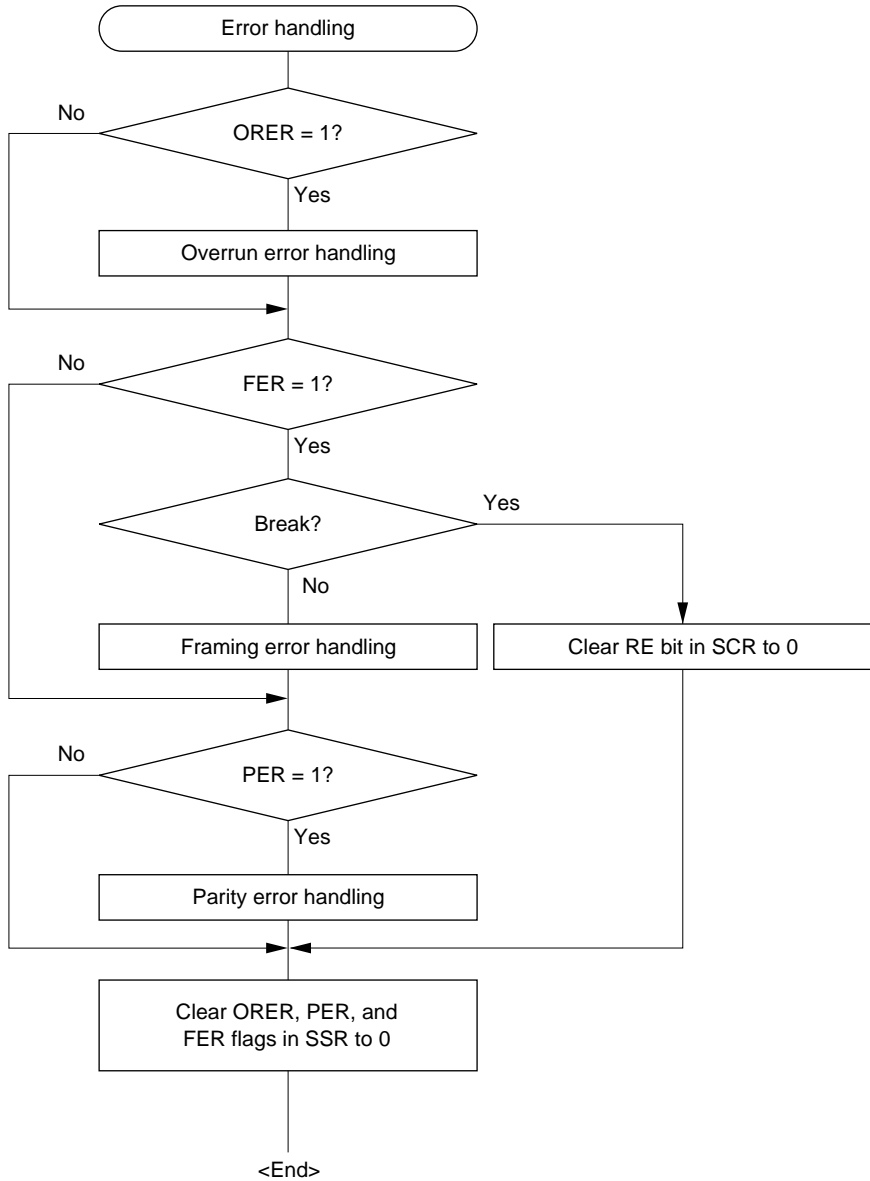 Error handling
No
ORER = 1?
Yes
Overrun error handling
No
FER = 1?
Yes
Break?
Yes
No
Framing error handling
Clear RE bit in SCR to 0
No
PER = 1?
Yes
Parity error handling
Clear ORER, PER, and
FER flags in SSR to 0
<End>